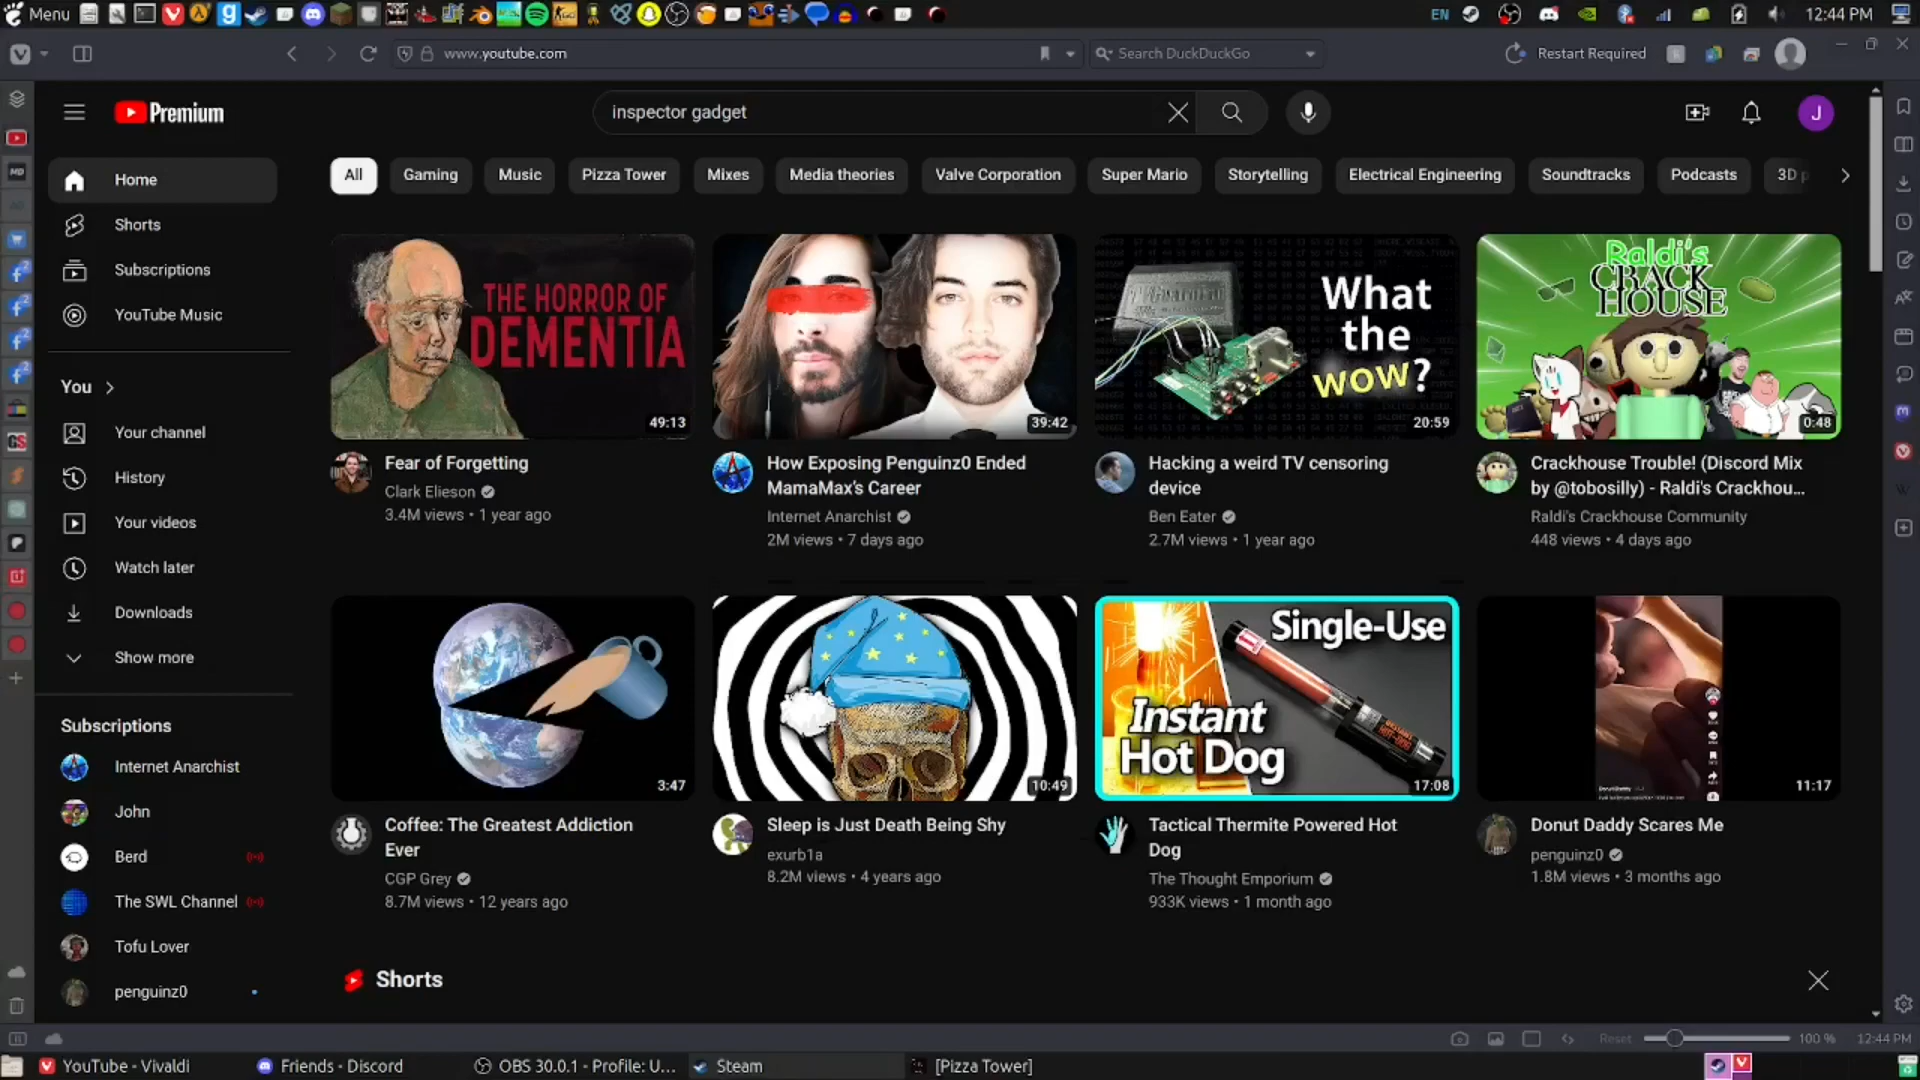 Menu
EN
12:44 PM
www.youtube.com
Search DuckDuckGo
Restart Required
Premium
inspector gadget
J
Home
Shorts
Subscriptions
YouTube Music
You
Your channel
History
Your videos
Watch later
Downloads
Show more
Subscriptions
Internet Anarchist
John
Berd
The SWL Channel
Tofu Lover
penguinz0
All
Gaming
Music
Pizza Tower
Mixes
Media theories
Valve Corporation
Super Mario
Storytelling
Electrical Engineering
Soundtracks
Podcasts
3D p
THE HORROR OF
DEMENTIA
49:13
Fear of Forgetting
Clark Elieson
3.4M views • 1 year ago
39:42
How Exposing Penguinz0 Ended
MamaMax's Career
Internet Anarchist
2M views • 7 days ago
What
the
WOW?
20:59
Hacking a weird TV censoring
device
Ben Eater
2.7M views • 1 year ago
Raldi's
CRACK
HOUSE
0:48
Crackhouse Trouble! (Discord Mix
by @tobosilly) - Raldi's Crackhou...
Raldi's Crackhouse Community
448 views • 4 days ago
3:47
Coffee: The Greatest Addiction
Ever
CGP Grey
8.7M views • 12 years ago
10:49
Sleep is Just Death Being Shy
exurb1a
8.2M views • 4 years ago
Single-Use
Instant
Hot Dog
17:08
Tactical Thermite Powered Hot
Dog
The Thought Emporium
933K views • 1 month ago
11:17
Donut Daddy Scares Me
penguinz0
1.8M views • 3 months ago
Shorts
Reset
100 %
12:44 PM
YouTube - Vivaldi
Friends - Discord
OBS 30.0.1 - Profile: U...
Steam
[Pizza Tower]